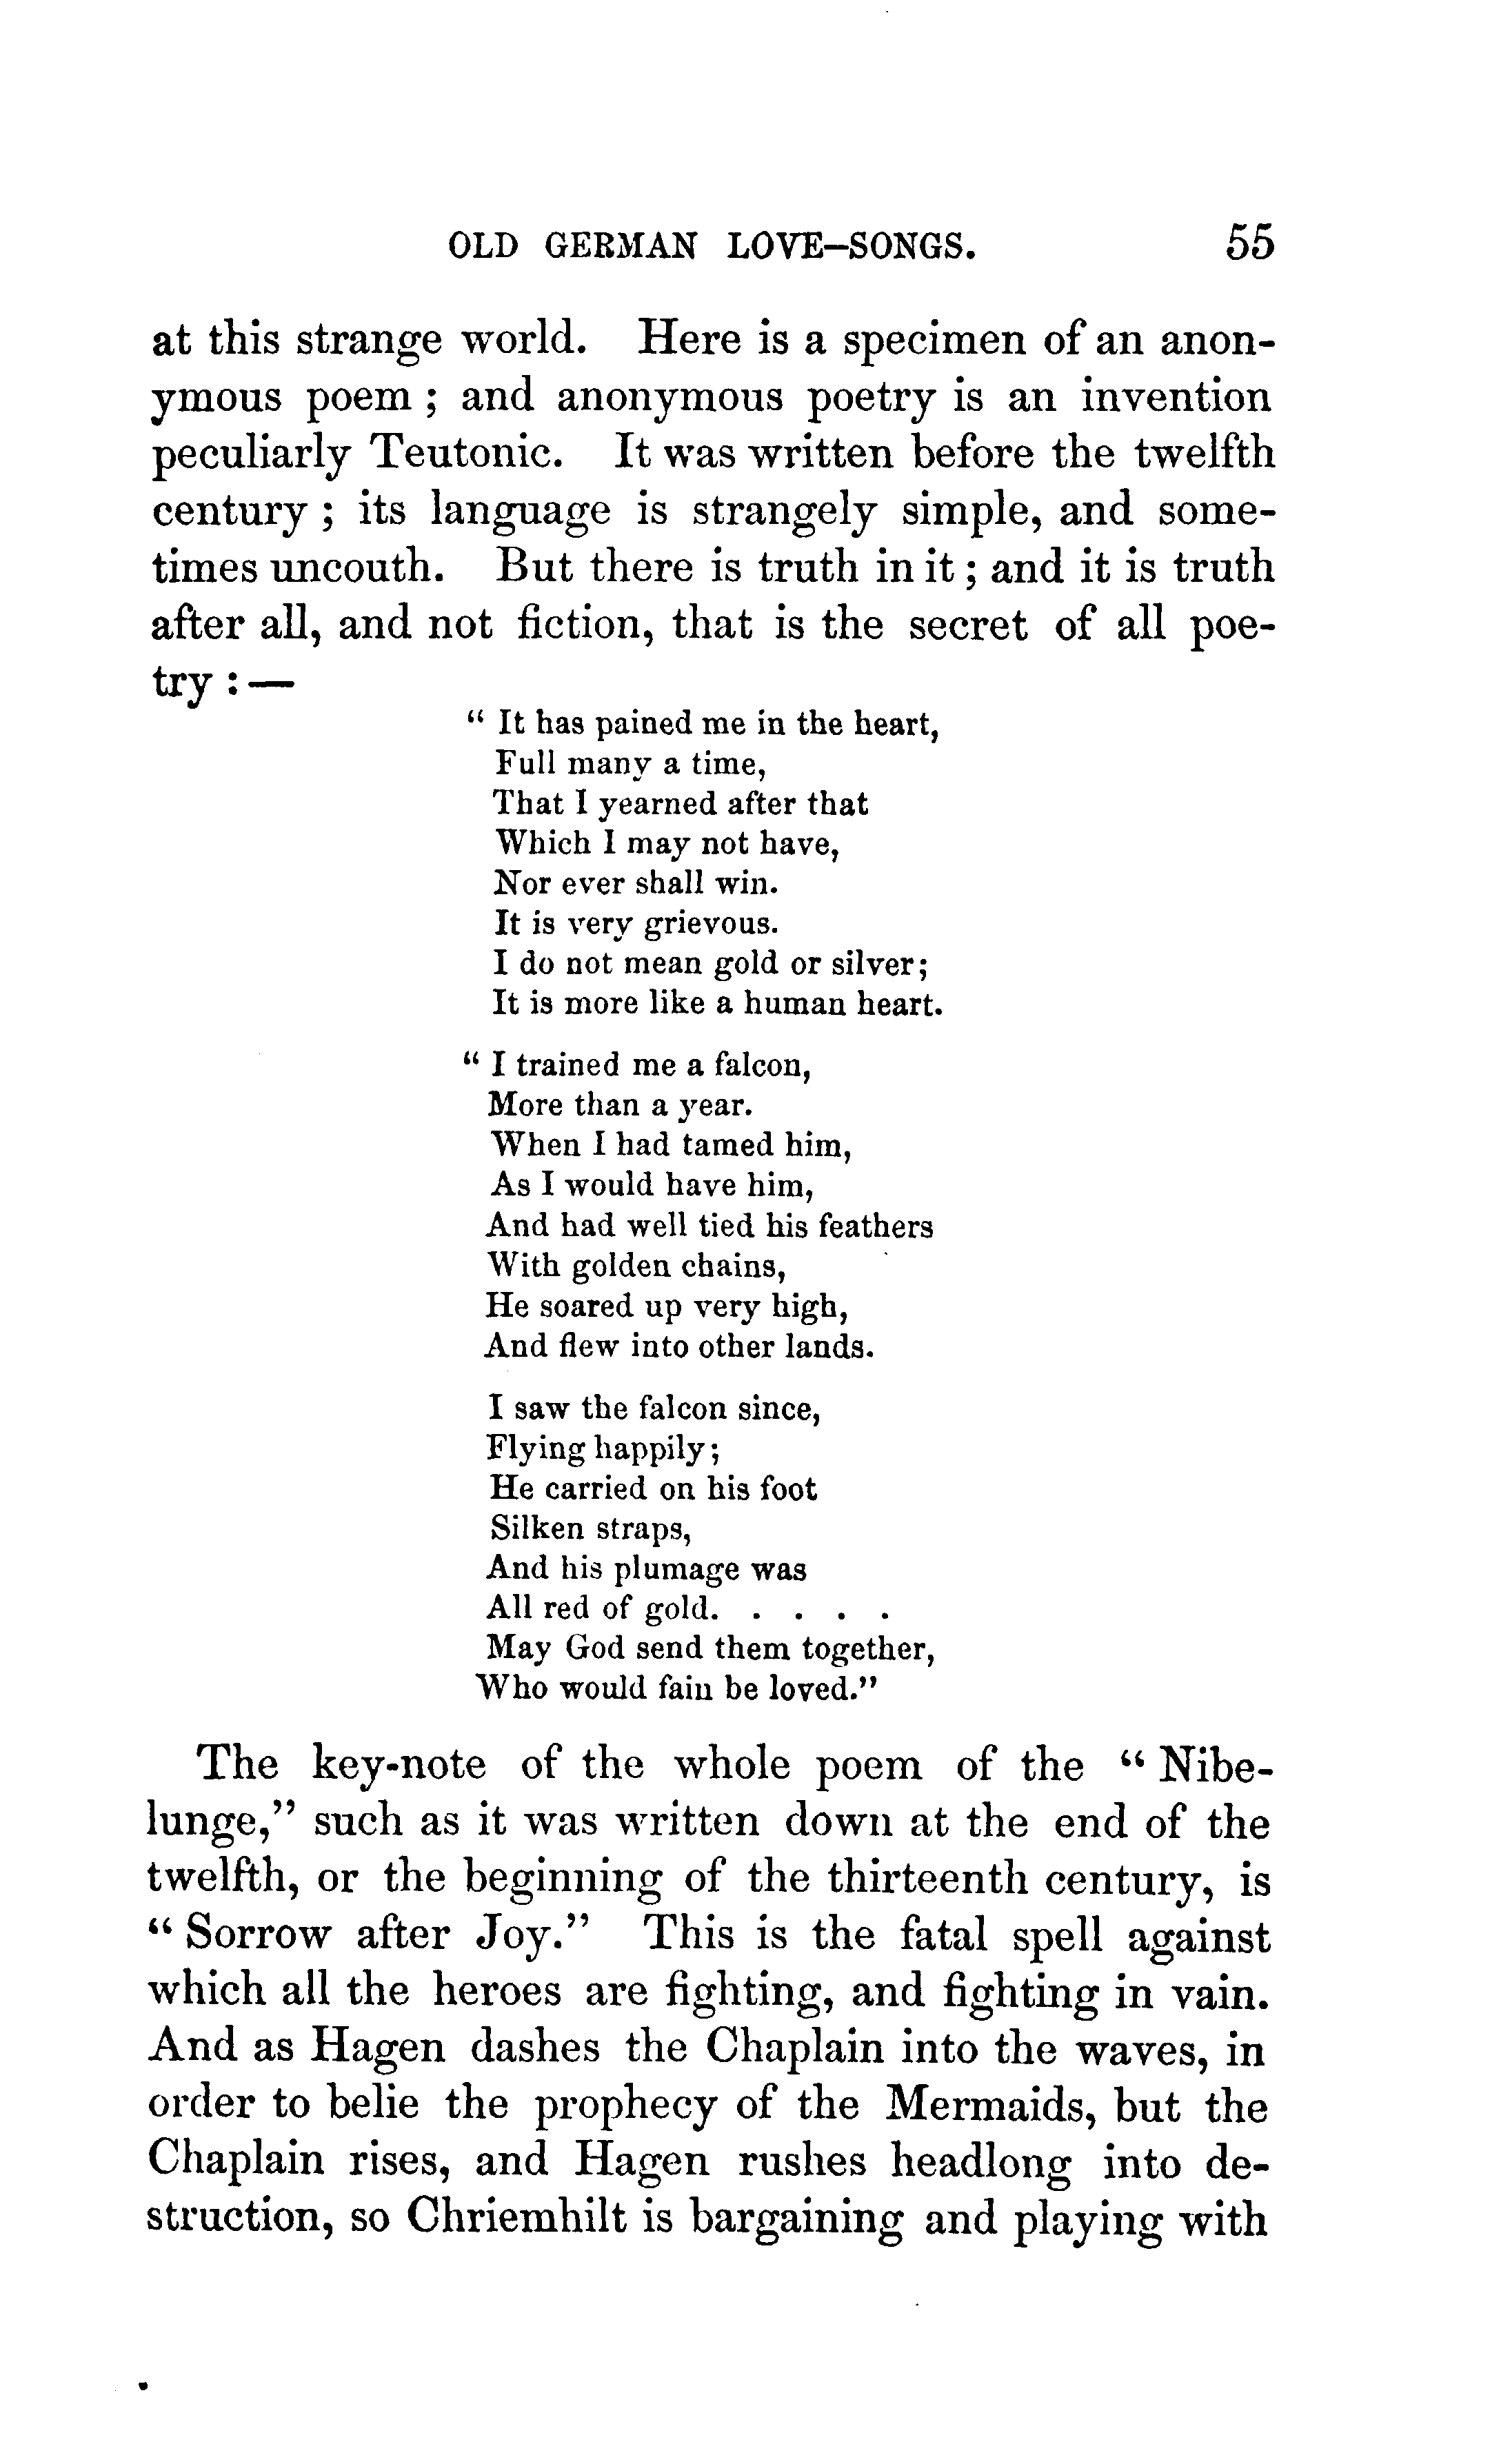 OLD GERMAN LOVE-SONGS. 55
at this strange world. Here is a specimen of an anon-
ymous poem ; and anonymous poetry is an invention
peculiarly Teutonic. It was written before the twelfth
century ; its language is strangely simple, and some-
times uncouth. But there is truth in it ; and it is truth
after all, and not fiction, that is the secret of all poe-
try : —
“ It has pained me in the heart,
Full many a time,
That I yearned after that
Which I may not have,
Nor ever shall win.
It is very grievous.
I do not mean gold or silver;
It is more like a human heart.
“ I trained me a falcon,
More than a year.
When I had tamed him,
As I would have him,
And had well tied his feathers
With golden chains,
He soared up very high,
And flew into other lands.
I saw the falcon since,
Flying happily;
He carried on his foot
Silken straps,
And his plumage was
All red of gold. . . . .
May God send them together,
Who would fain be loved.”
The key-note of the whole poem of the “ Nibe-
lunge,” such as it was written down at the end of the
twelfth, or the beginning of the thirteenth century, is
“ Sorrow after Joy.” This is the fatal spell against
which all the heroes are fighting, and fighting in vain.
And as Hagen dashes the Chaplain into the waves, in
order to belie the prophecy of the Mermaids, but the
Chaplain rises, and Hagen rushes headlong into de-
struction, so Chriemhilt is bargaining and playing with